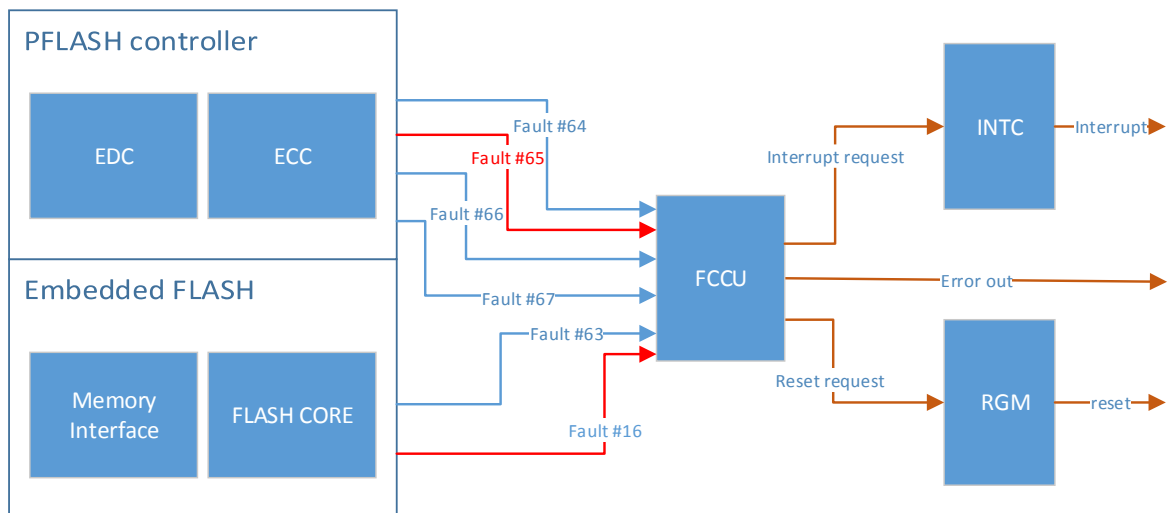 PFLASH controller
EDC
ECC
Fault #64
Fault #65
Fault #66
Fault #67
Embedded FLASH
Memory
Interface
FLASH CORE
Fault #63
Fault #16
FCCU
Interrupt request
INTC
Interrupt
Error out
Reset request
RGM
reset